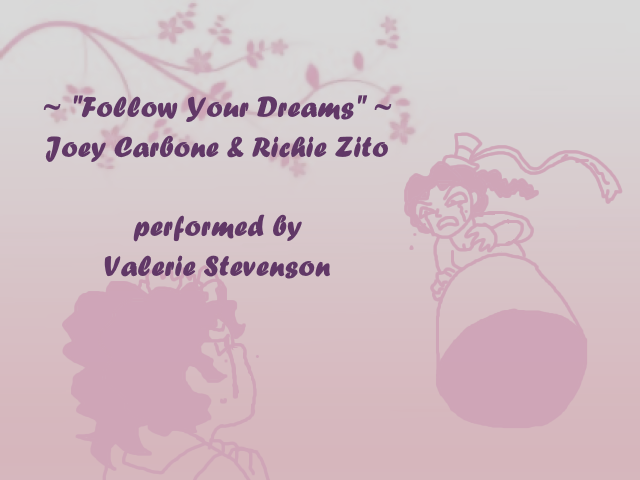 ~ "Follow Your Dreams" ~
Joey Carbone & Richie Zito
performed by
Valerie Stevenson